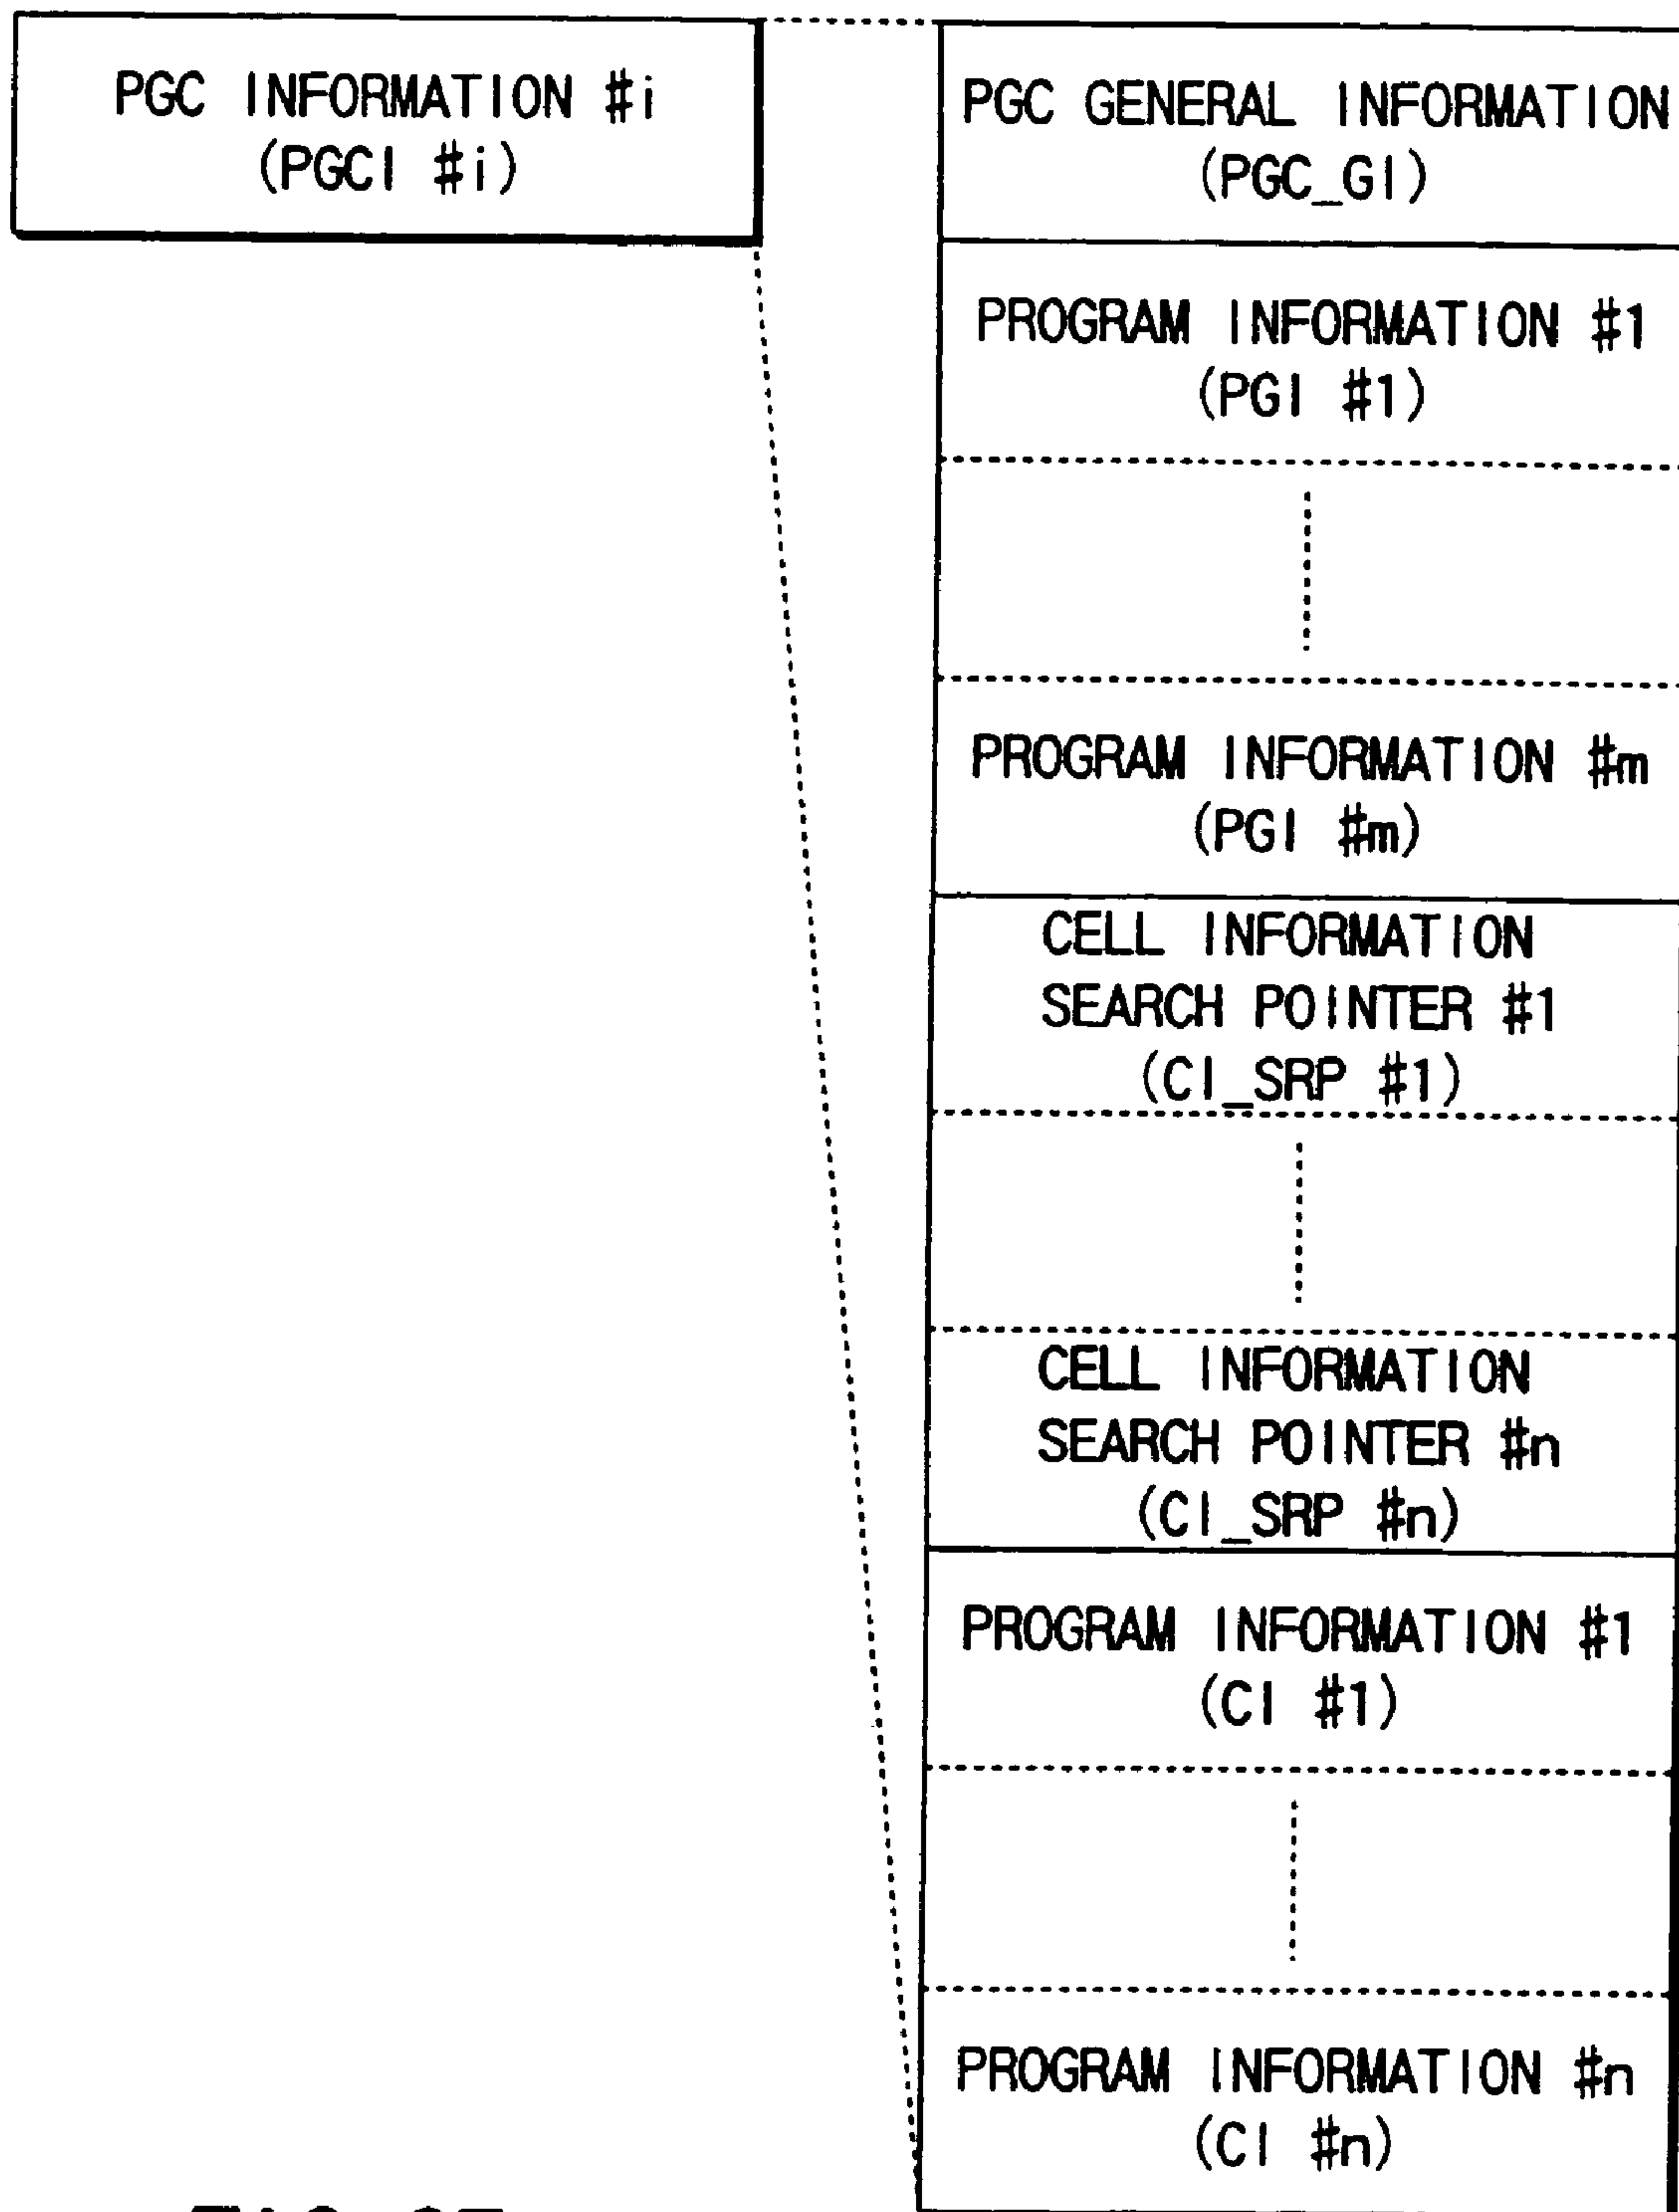 PGC INFORMATION #i
(PGCI #i)
PGC GENERAL INFORMATION
(PGC_GI)
PROGRAM INFORMATION #1
(PGI #1)
PROGRAM INFORMATION #m
(PGI #m)
CELL INFORMATION
SEARCH POINTER #1
(CI_SRP #1)
CELL INFORMATION
SEARCH POINTER #n
(CI_SRP #n)
PROGRAM INFORMATION #1
(CI #1)
PROGRAM INFORMATION #n
(CI #n)